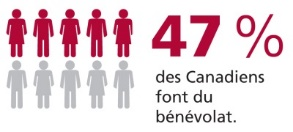 47 %
des Canadiens
font du
bénévolat.